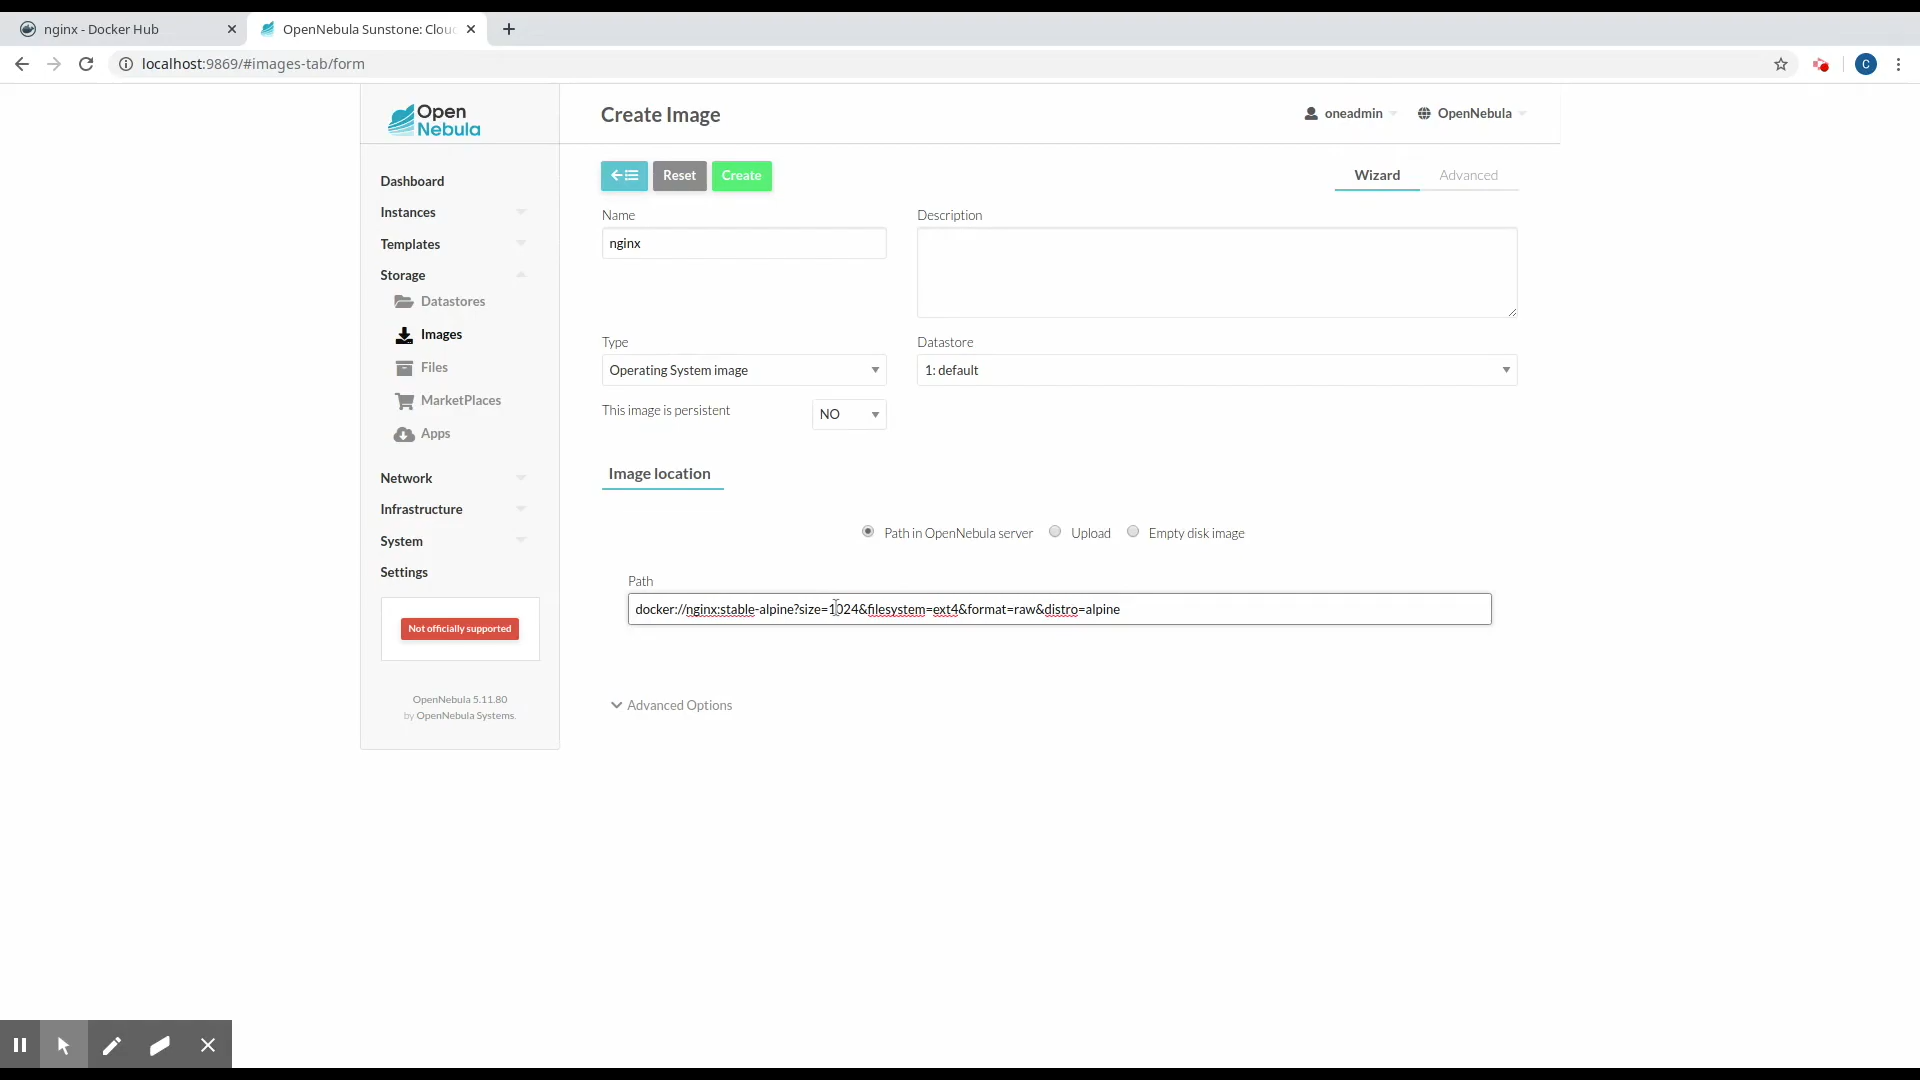 nginx - Docker Hub
OpenNebula Sunstone: Clou
localhost:9869/#images-tab/form
C
Open
Nebula
Create Image
oneadmin
OpenNebula
Reset
Create
Wizard
Advanced
Dashboard
Instances
Templates
Storage
Datastores
Images
Files
MarketPlaces
Apps
Network
Infrastructure
System
Settings
Not officially supported
OpenNebula 5.11.80
by OpenNebula Systems.
Name
nginx
Description
Type
Operating System image
Datastore
1: default
This image is persistent
NO
Image location
Path in OpenNebula server
Upload
Empty disk image
Path
docker://nginx:stable-alpine?size=1024&filesystem=ext4&format=raw&distro=alpine
Advanced Options